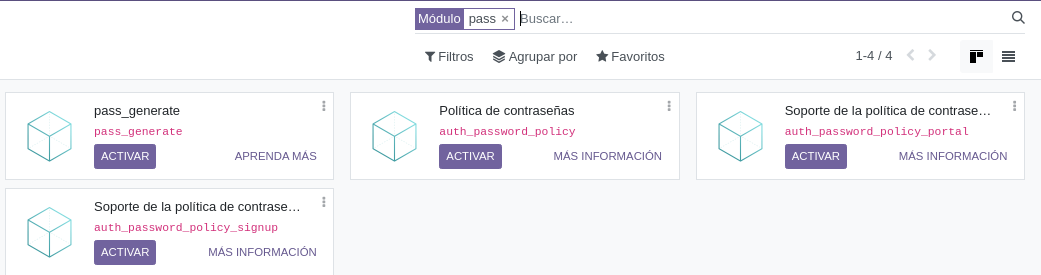 Módulo pass × Buscar...
Filtros Agrupar por Favoritos 1-4 / 4
pass_generate
pass_generate
ACTIVAR APRENDA MÁS
Política de contraseñas
auth_password_policy
ACTIVAR MÁS INFORMACIÓN
Soporte de la política de contrase...
auth_password_policy_portal
ACTIVAR MÁS INFORMACIÓN
Soporte de la política de contrase...
auth_password_policy_signup
ACTIVAR MÁS INFORMACIÓN